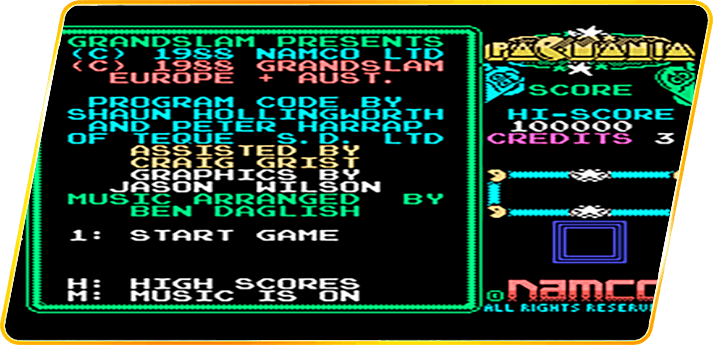 GRANDSLAM PRESENTS
(C) 1988 NAMCO LTD
(C) 1988 GRANDSLAM
EUROPE + AUST.
PROGRAM CODE BY
SHAUN HOLLINGWORTH
AND PETER HARRAP
OF TEQUE S.D. LTD
ASSISTED BY
CRAIG GRIST
GRAPHICS BY
JASON WILSON
MUSIC ARRANGED BY
BEN DAGLISH
1: START GAME
H: HIGH SCORES
M: MUSIC IS ON
PACMANIA
SCORE
HI-SCORE
100000
CREDITS 3
© namco
ALL RIGHTS RESERV